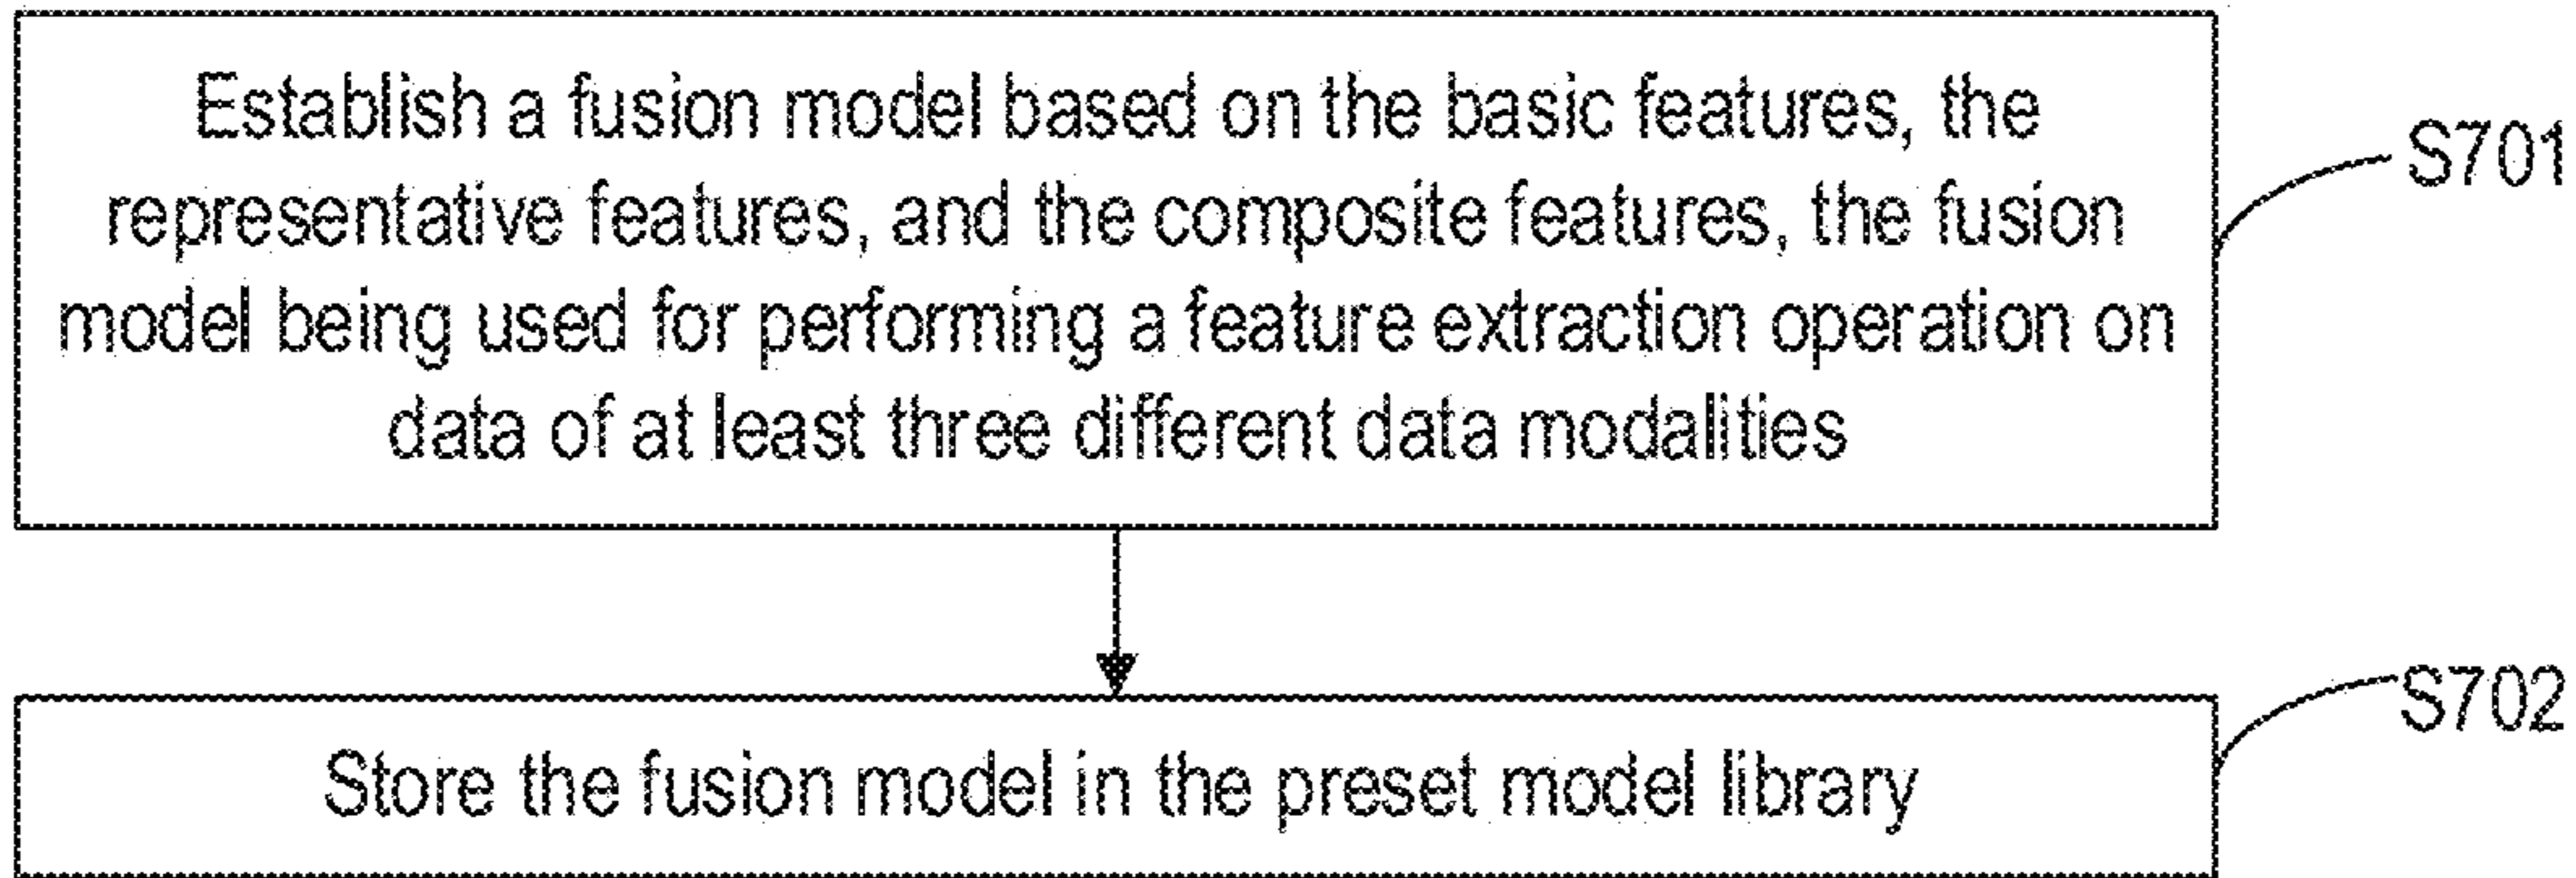 Establish a fusion model based on the basic features, the
representative features, and the composite features, the fusion
model being used for performing a feature extraction operation on
data of at least three different data modalities
S701
Store the fusion model in the preset model library
S702